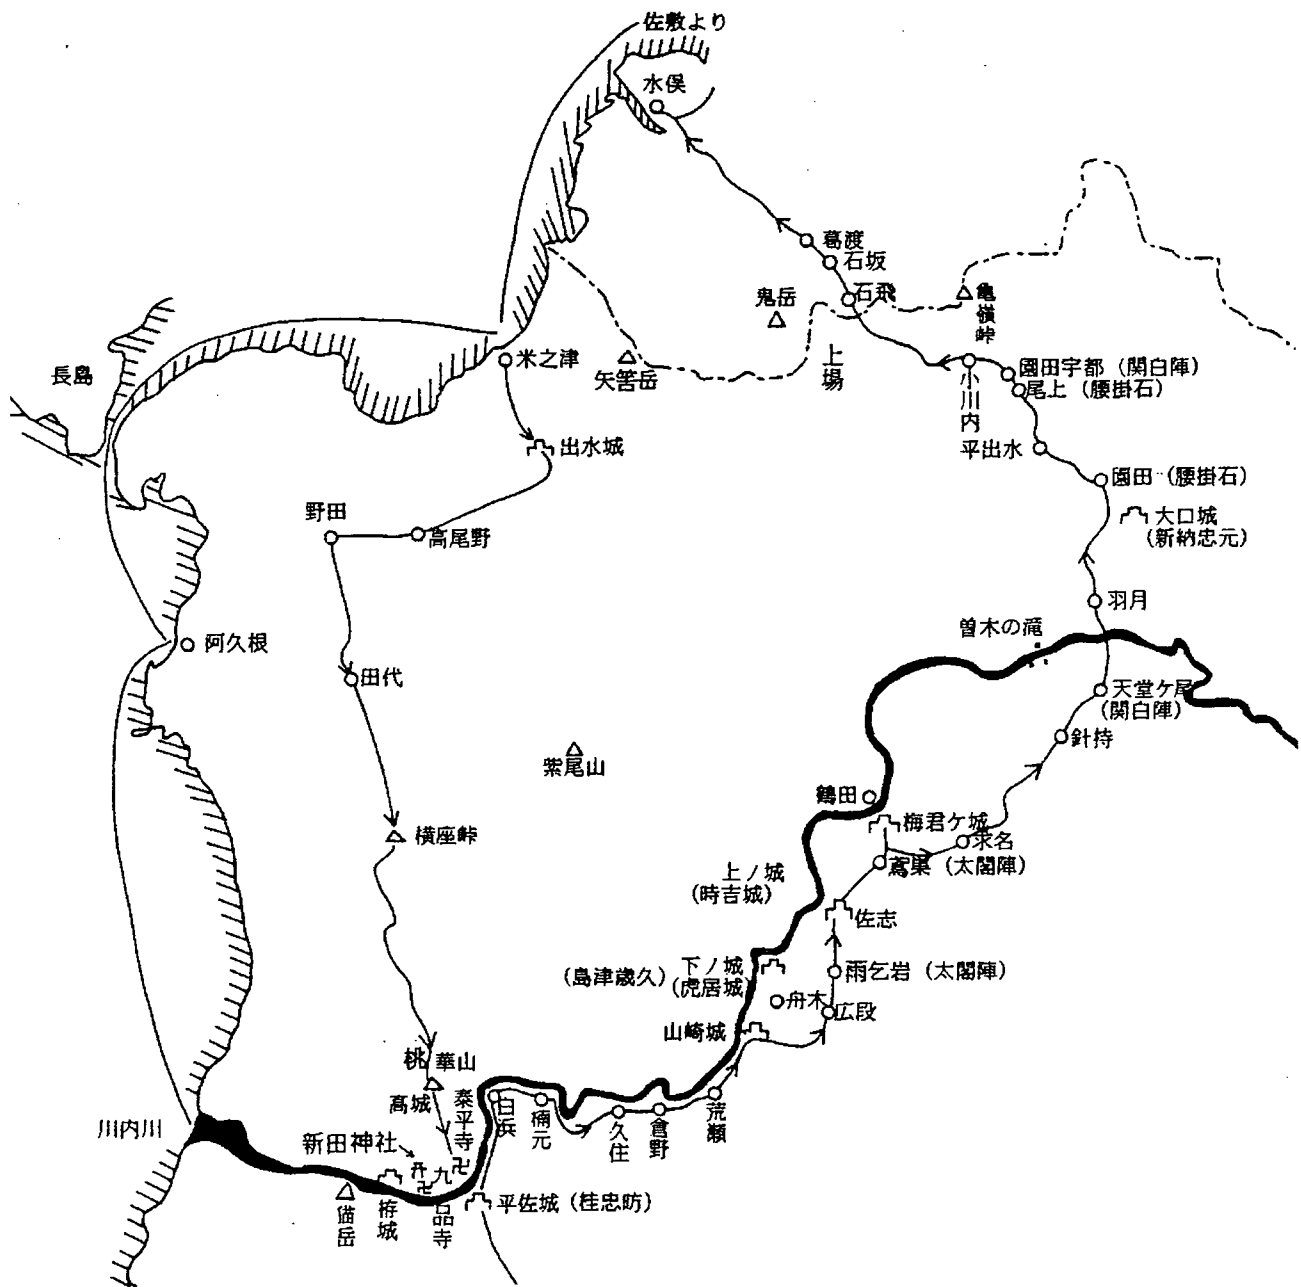 佐敷より
水俣
葛渡
石坂
石飛
鬼岳
亀嶺峠
上場
長島
米之津
矢筈岳
小川内
園田宇都（関白陣）
尾上（腰掛石）
出水城
平出水
園田（腰掛石）
大口城
（新納忠元）
野田
高尾野
羽月
曽木の滝
阿久根
田代
天堂ケ尾
（関白陣）
針持
紫尾山
鶴田
梅君ケ城
横座峠
求名
鳶巣（太閤陣）
上ノ城
（時吉城）
佐志
下ノ城
（島津歳久）（虎居城）
雨乞岩（太閤陣）
舟木
広段
山崎城
桃華山
高城
泰平寺
白浜
楠元
久住
倉野
荒瀬
川内川
新田神社
九品寺
猫岳
平佐城（桂忠昉）